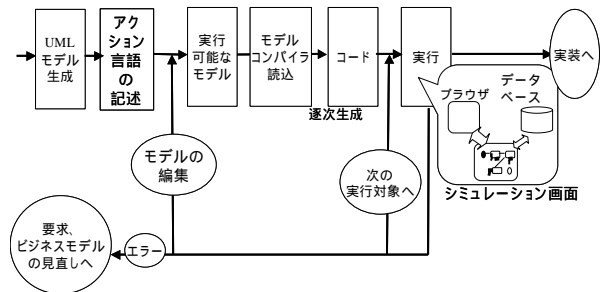 UML
モデル
生成
アク
ション
言語
の
記述
実行
可能な
モデル
モデル
コンパイラ
読込
コード
実行
実装へ
逐次生成
ブラウザ
データ
ベース
シミュレーション画面
モデルの
編集
次の
実行対象へ
要求、
ビジネスモデル
の見直しへ
エラー